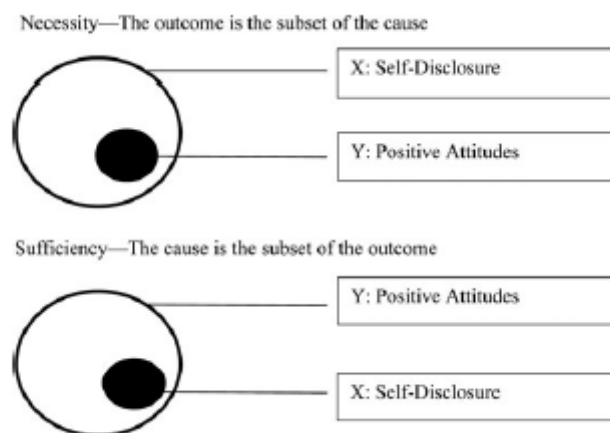 Necessity—The outcome is the subset of the cause
X: Self-Disclosure
Y: Positive Attitudes
Sufficiency—The cause is the subset of the outcome
Y: Positive Attitudes
X: Self-Disclosure